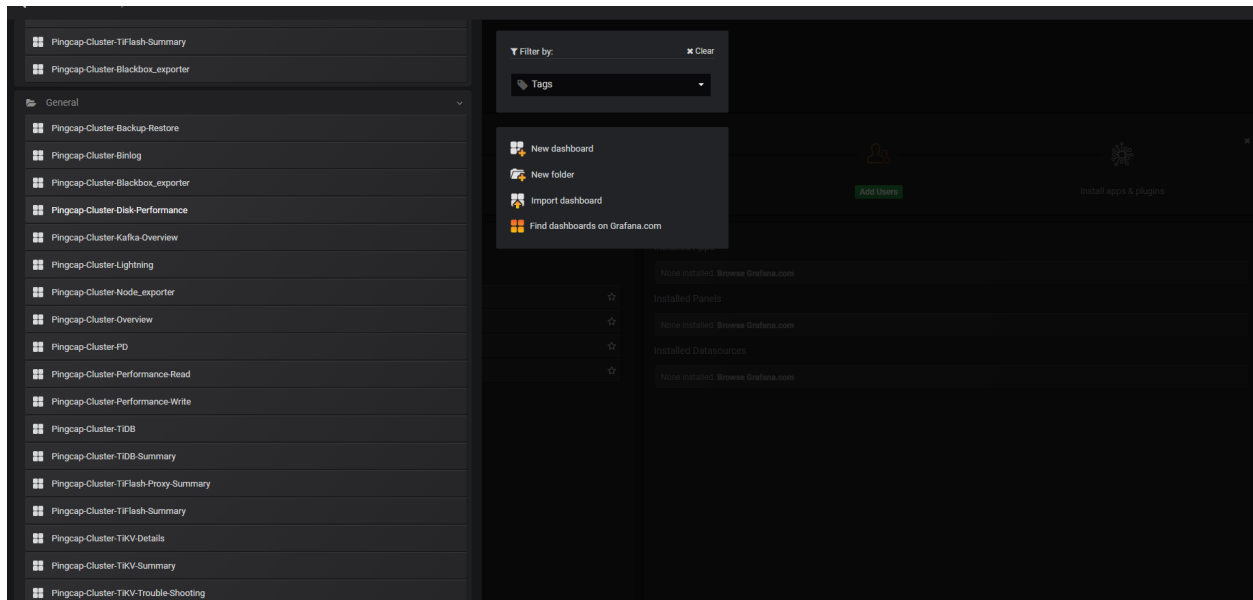 Pingcap-Cluster-TiFlash-Summary
Pingcap-Cluster-Blackbox_exporter
General
Pingcap-Cluster-Backup-Restore
Pingcap-Cluster-Binlog
Pingcap-Cluster-Blackbox_exporter
Pingcap-Cluster-Disk-Performance
Pingcap-Cluster-Kafka-Overview
Pingcap-Cluster-Lightning
Pingcap-Cluster-Node_exporter
Pingcap-Cluster-Overview
Pingcap-Cluster-PD
Pingcap-Cluster-Performance-Read
Pingcap-Cluster-Performance-Write
Pingcap-Cluster-TiDB
Pingcap-Cluster-TiDB-Summary
Pingcap-Cluster-TiFlash-Proxy-Summary
Pingcap-Cluster-TiFlash-Summary
Pingcap-Cluster-TiKV-Details
Pingcap-Cluster-TiKV-Summary
Pingcap-Cluster-TiKV-Trouble-Shooting
Filter by:
Clear
Tags
New dashboard
New folder
Import dashboard
Find dashboards on Grafana.com
Add Users
Install apps & plugins
None installed. Browse Grafana.com
Installed Panels
None installed. Browse Grafana.com
Installed Datasources
None installed. Browse Grafana.com